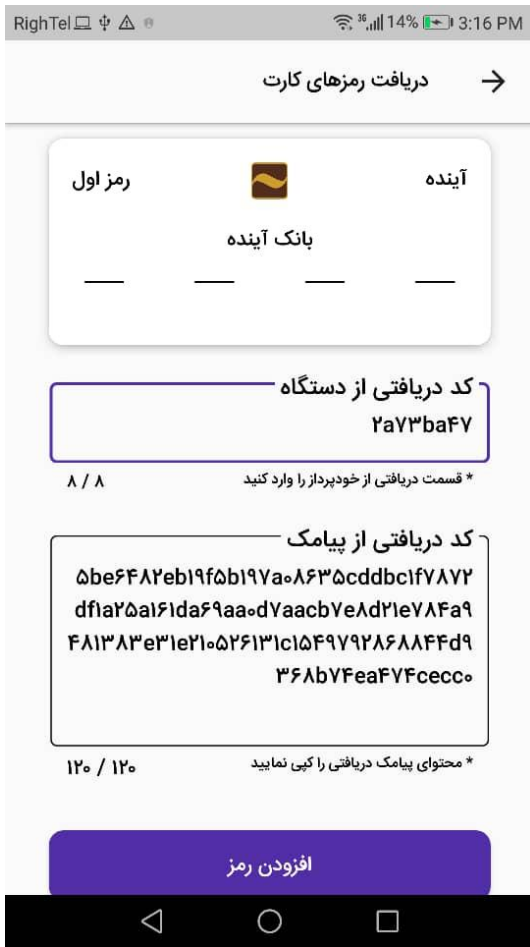 RighTel 36 14% 3:16 PM
دریافت رمزهای کارت
آینده
رمز اول
بانک آینده
کد دریافتی از دستگاه
۲a۷۳ba۴۷
* قسمت دریافتی از خودپرداز را وارد کنید
۸ / ۸
کد دریافتی از پیامک
۵be۶۴۸۲eb۱۹f۵b۱۹۷a۰۸۶۳۵cddbc۱f۷۸۷۲
df۱a۲۵a۱۶۱da۶۹aa۰d۷aacb۷e۸d۲۱e۷۸۴a۹
۴۸۱۳۸۳e۳۱e۲۱۰۵۲۶۱۳۱c۱۵۴۹۷۹۲۸۶۸۸۴۴d۹
۳۶۸b۷۴ea۴۷۴cecc۰
* محتوای پیامک دریافتی را کپی نمایید
۱۲۰ / ۱۲۰
افزودن رمز